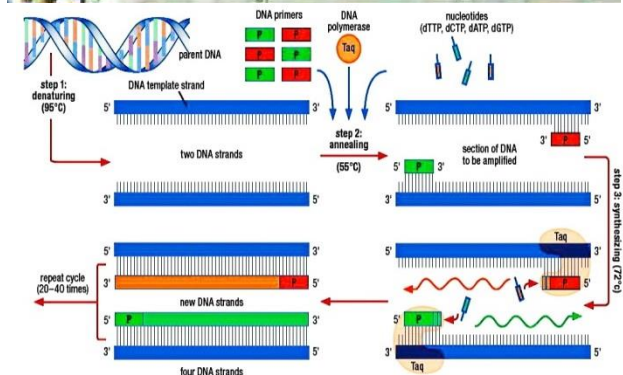 DNA primers
DNA
polymerase
nucleotides
(dTTP, dCTP, dATP, dGTP)
P P
P P
P P
Taq
parent DNA
step 1:
denaturing
(95°C)
DNA template strand
5' 3'
two DNA strands
3' 5'
step 2:
annealing
(55°C)
5' 3'
3' P 5'
section of DNA
to be amplified
5' P 3'
3' 5'
step 3: synthesizing (72°C)
Taq
5' 3'
3' P 5'
5' P
3' 5'
Taq
5' 3'
3' P 5'
new DNA strands
5' P 3'
3' 5'
four DNA strands
repeat cycle
(20–40 times)